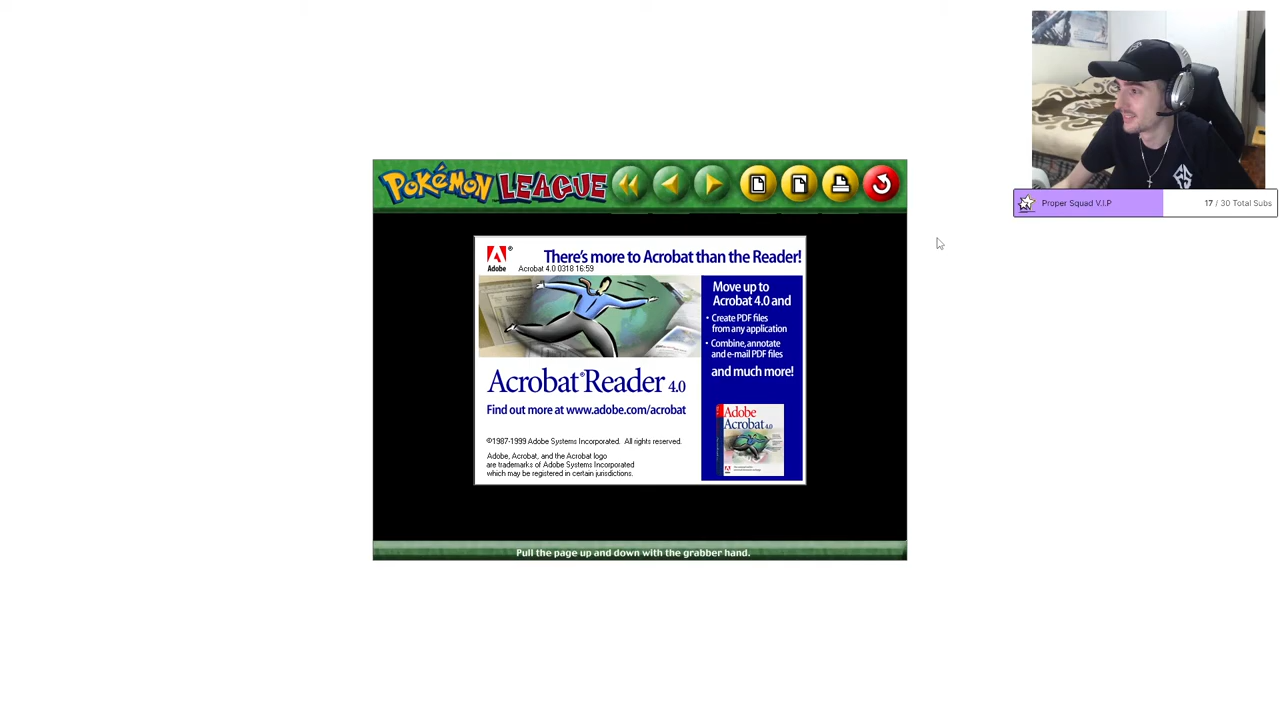 POKéMON LEAGUE
Adobe
There's more to Acrobat than the Reader!
Acrobat 4.0 0318 16:59
Move up to
Acrobat 4.0 and
• Create PDF files
from any application
• Combine, annotate
and e-mail PDF files
and much more!
Acrobat® Reader 4.0
Find out more at www.adobe.com/acrobat
©1987-1999 Adobe Systems Incorporated. All rights reserved.
Adobe, Acrobat, and the Acrobat logo
are trademarks of Adobe Systems Incorporated
which may be registered in certain jurisdictions.
Adobe
Acrobat 4.0
Pull the page up and down with the grabber hand.
Proper Squad V.I.P
17 / 30 Total Subs